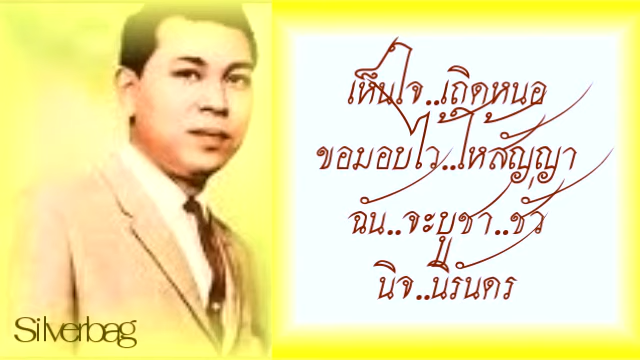 เห็นใจ..เถิดหนู้อ
ขอมอบไว้..ให้สัญญา
ฉัน..จะบูชา..ชั่ว
นิจ..นิรันดร
Silverbag